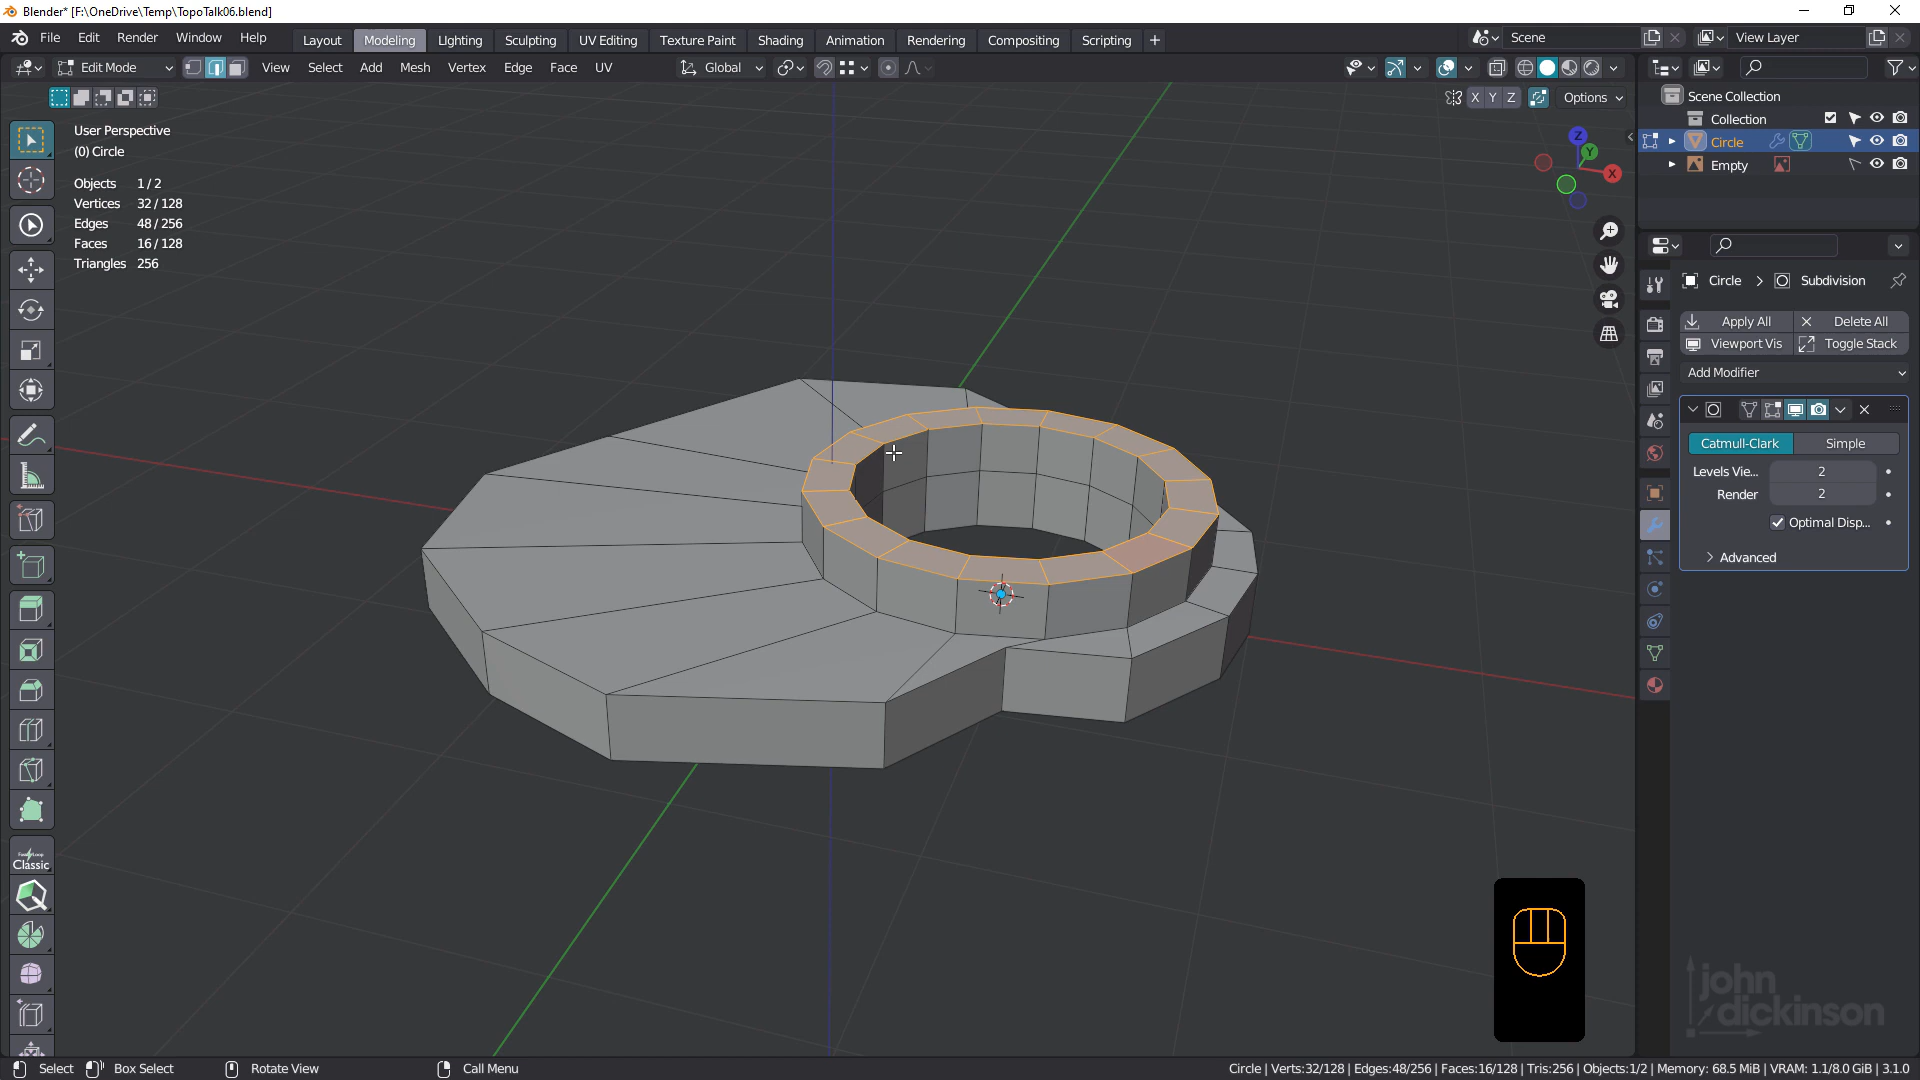 Blender* [F:\OneDrive\Temp\TopoTalk06.blend]
File Edit Render Window Help Layout Modeling Lighting Sculpting UV Editing Texture Paint Shading Animation Rendering Compositing Scripting + Scene View Layer
Edit Mode View Select Add Mesh Vertex Edge Face UV Global
X Y Z Options
User Perspective
(0) Circle
Objects 1 / 2
Vertices 32 / 128
Edges 48 / 256
Faces 16 / 128
Triangles 256
Z
Y
X
Classic
Scene Collection
Collection
Circle
Empty
Circle > Subdivision
Apply All Delete All
Viewport Vis Toggle Stack
Add Modifier
Catmull-Clark Simple
Levels Vie... 2
Render 2
Optimal Disp...
Advanced
john
dickinson
Select Box Select Rotate View Call Menu Circle | Verts:32/128 | Edges:48/256 | Faces:16/128 | Tris:256 | Objects:1/2 | Memory: 68.5 MiB | VRAM: 1.1/8.0 GiB | 3.1.0